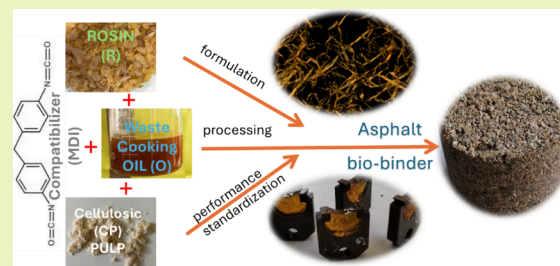 O=C=N
N=C=O
Compatibilizer
(MDI)
ROSIN
(R)
+
+
Waste
Cooking
OIL (O)
+
Cellulosic
(CP)
PULP
formulation
processing
performance
standardization
Asphalt
bio-binder